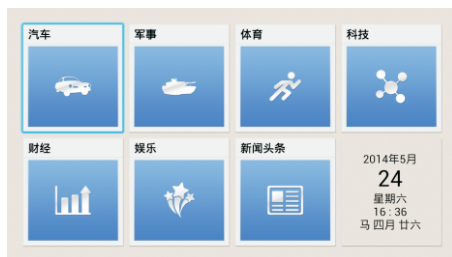 汽车
军事
体育
科技
财经
娱乐
新闻头条
2014年5月
24
星期六
16 : 36
马 四月 廿六